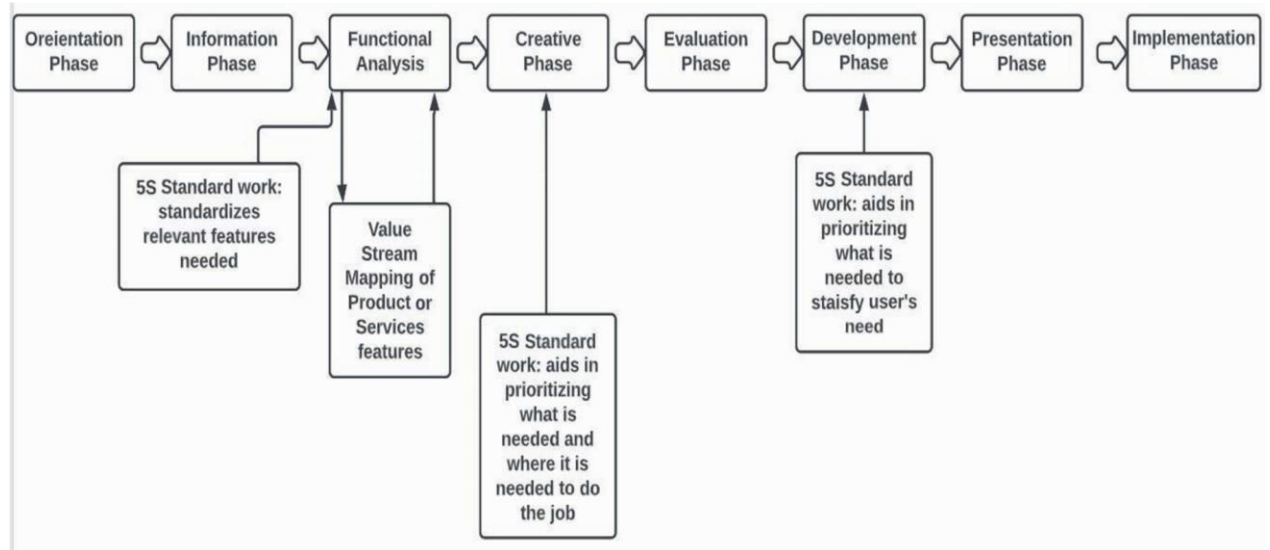 Oreientation
Phase
Information
Phase
Functional
Analysis
Creative
Phase
Evaluation
Phase
Development
Phase
Presentation
Phase
Implementation
Phase
5S Standard work:
standardizes
relevant features
needed
Value
Stream
Mapping of
Product or
Services
features
5S Standard
work: aids in
prioritizing
what is
needed and
where it is
needed to do
the job
5S Standard
work: aids in
prioritizing
what is
needed to
staisfy user's
need